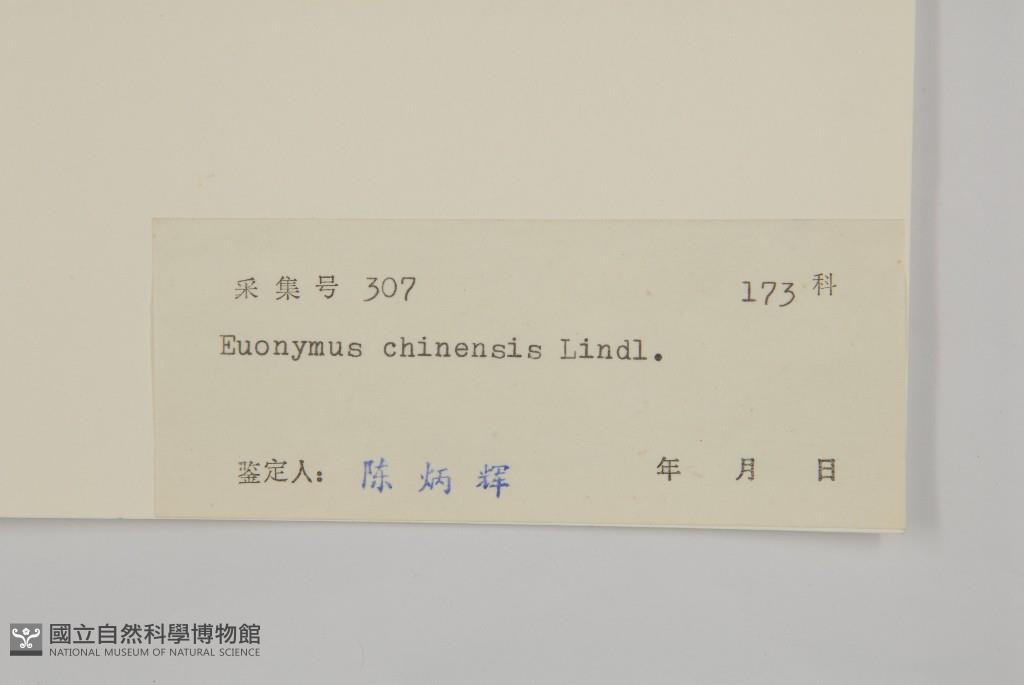 采集号 307 173 科
Euonymus chinensis Lindl.
鉴定人: 陈炳辉 年 月 日
國立自然科學博物館
NATIONAL MUSEUM OF NATURAL SCIENCE